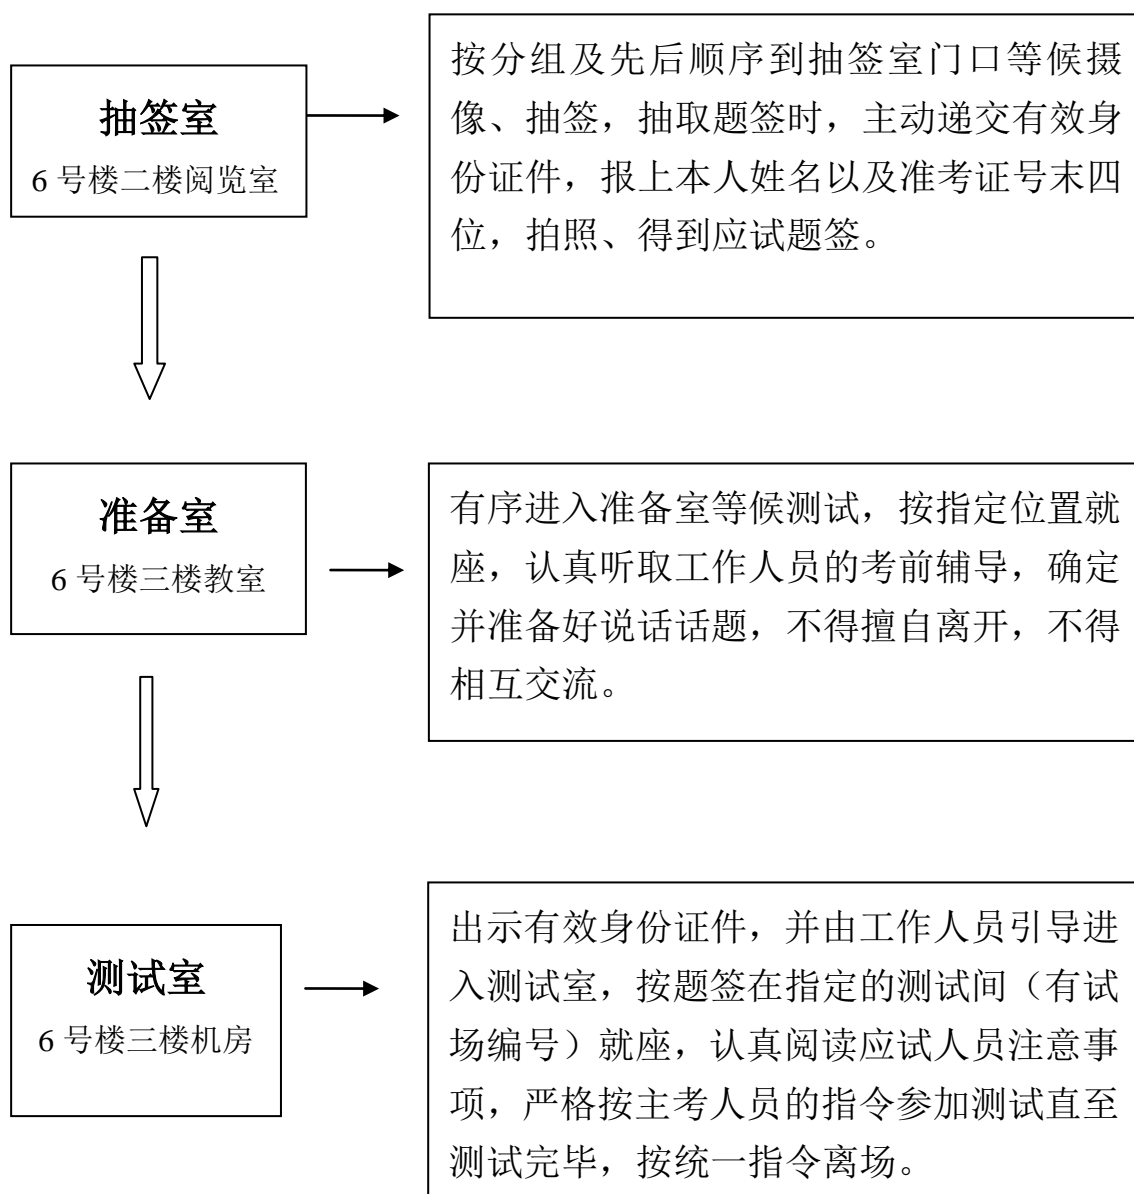 抽签室
6 号楼二楼阅览室
按分组及先后顺序到抽签室门口等候摄
像、抽签，抽取题签时，主动递交有效身
份证件，报上本人姓名以及准考证号末四
位，拍照、得到应试题签。
准备室
6 号楼三楼教室
有序进入准备室等候测试，按指定位置就
座，认真听取工作人员的考前辅导，确定
并准备好说话话题，不得擅自离开，不得
相互交流。
测试室
6 号楼三楼机房
出示有效身份证件，并由工作人员引导进
入测试室，按题签在指定的测试间（有试
场编号）就座，认真阅读应试人员注意事
项，严格按主考人员的指令参加测试直至
测试完毕，按统一指令离场。